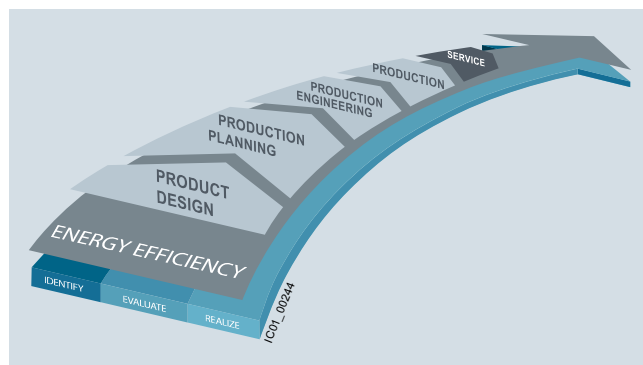 SERVICE
PRODUCTION
PRODUCTION
ENGINEERING
PRODUCTION
PLANNING
PRODUCT
DESIGN
ENERGY EFFICIENCY
IDENTIFY
EVALUATE
REALIZE
IC01_00244